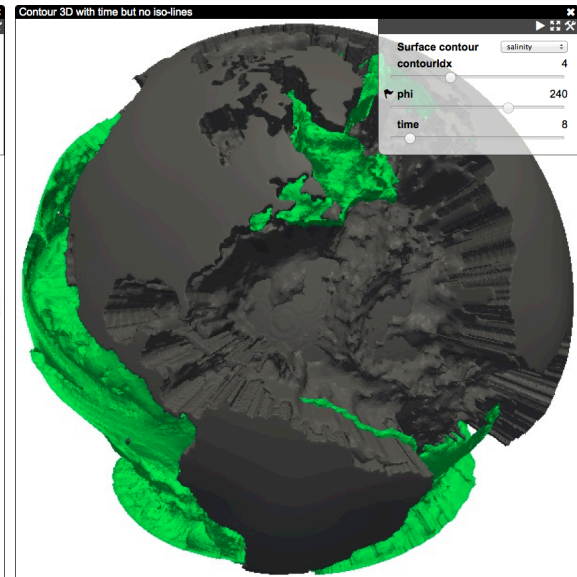 Contour 3D with time but no iso-lines
Surface contour salinity
contourIdx 4
phi 240
time 8